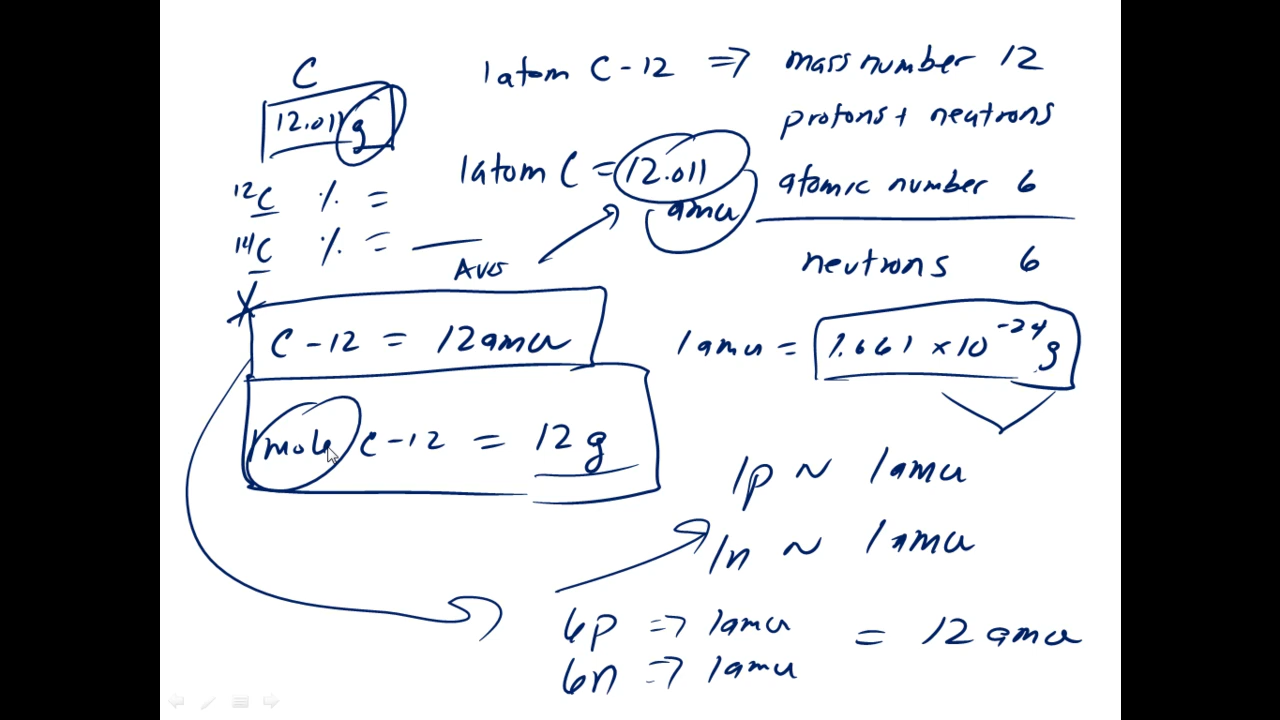 C
12.011 g
12C % =
14C % = ___
1 atom C-12 => mass number 12
protons + neutrons
1 atom C = 12.011
amu
atomic number 6
neutrons 6
AVG
C-12 = 12 amu
1 amu = 1.661 x 10^-24 g
1 mole C-12 = 12 g
1p ~ 1 amu
1n ~ 1 amu
6p => 1 amu
= 12 amu
6n => 1 amu